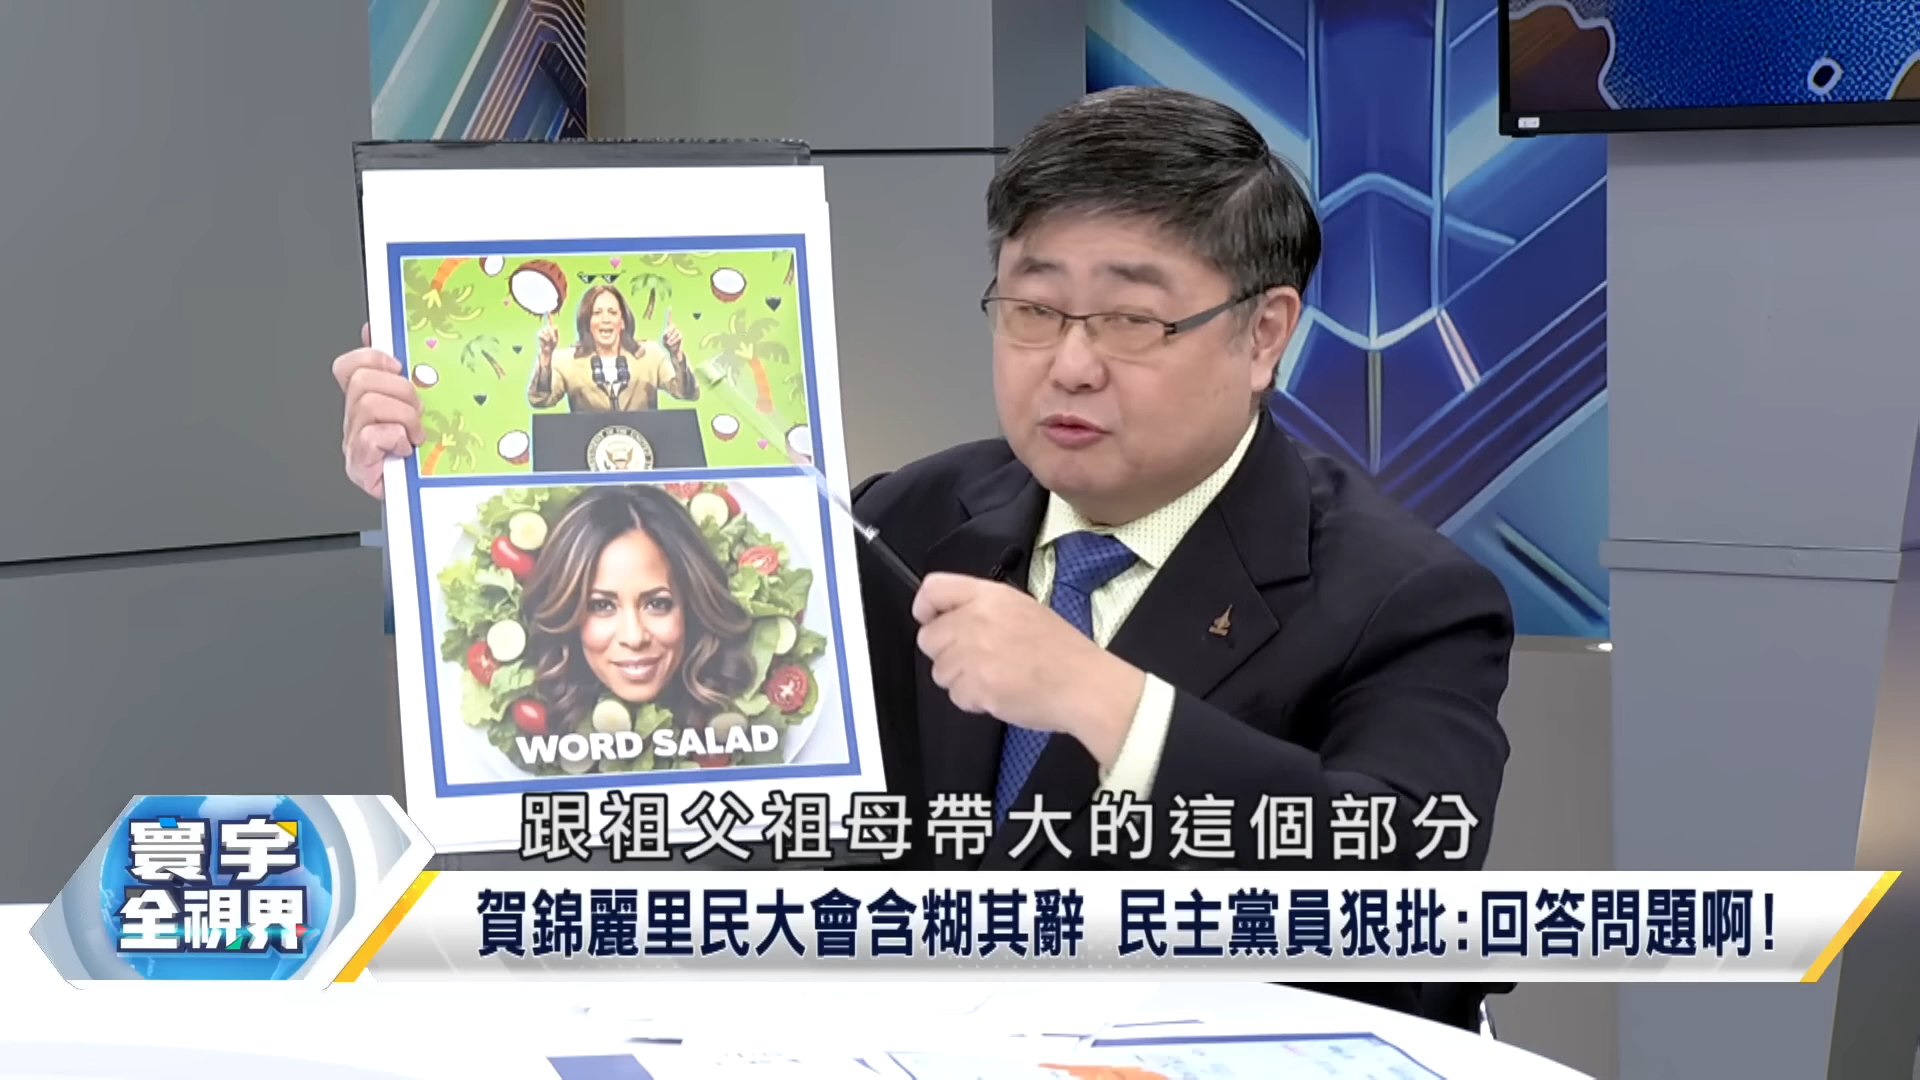 WORD SALAD
跟祖父祖母帶大的這個部分
寰宇
全視界
賀錦麗里民大會含糊其辭 民主黨員狠批:回答問題啊!